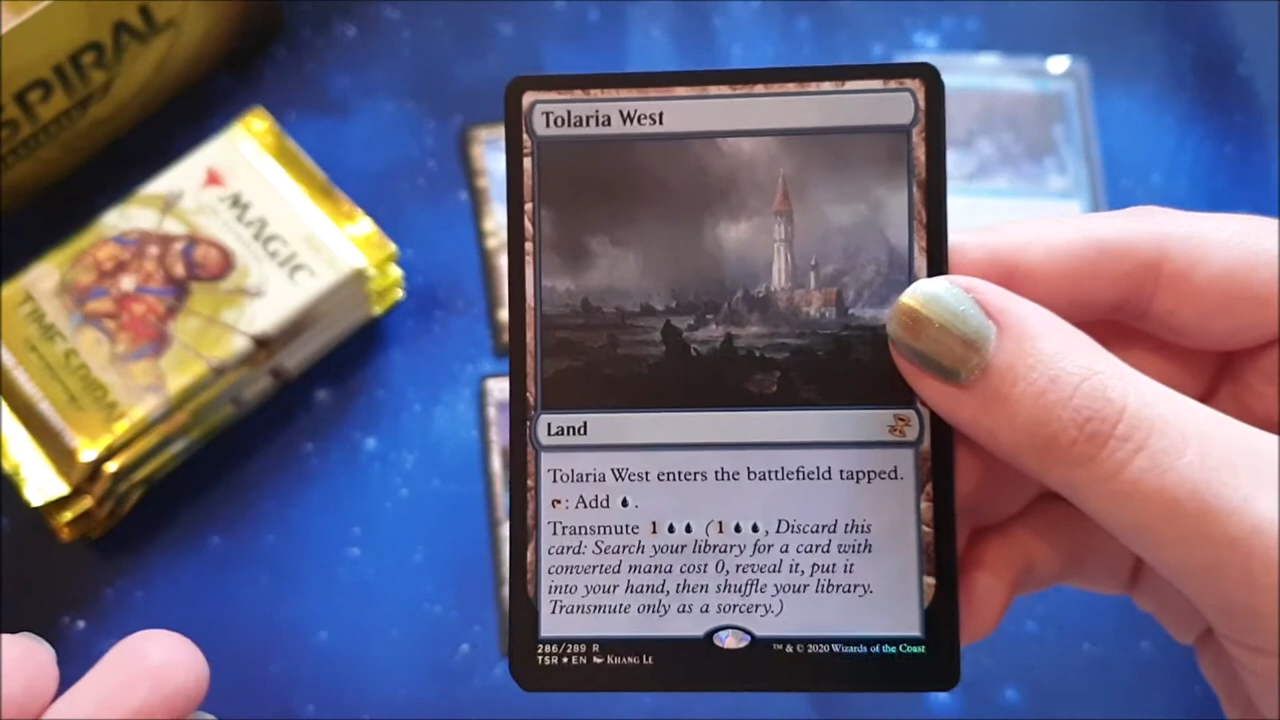 SPIRAL
MAGIC
TIME SPIRAL
Tolaria West
Land
Tolaria West enters the battlefield tapped.
: Add .
Transmute 1 (1 , Discard this
card: Search your library for a card with
converted mana cost 0, reveal it, put it
into your hand, then shuffle your library.
Transmute only as a sorcery.)
286/289 R
TSR ★ EN Khang Le
™ & © 2020 Wizards of the Coast